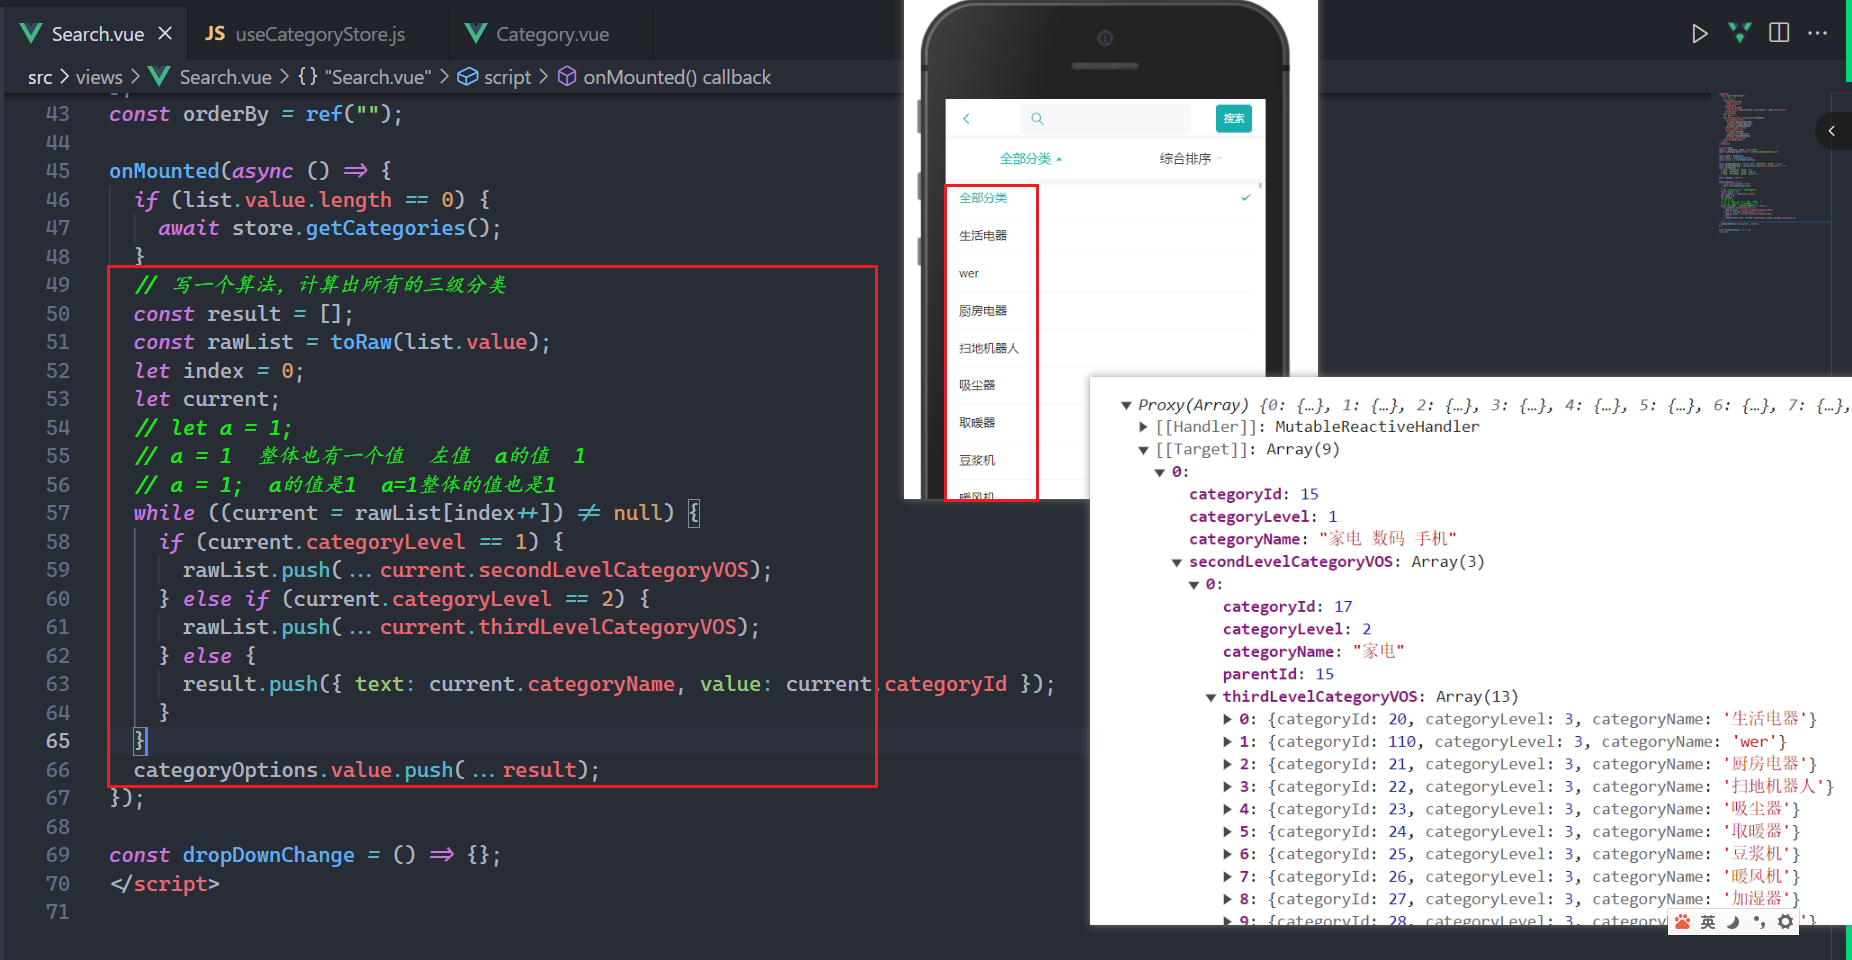 Search.vue
JS useCategoryStore.js
Category.vue
src > views > Search.vue > {} "Search.vue" > script > onMounted() callback
43 const orderBy = ref("");
44
45 onMounted(async () => {
46 if (list.value.length == 0) {
47 await store.getCategories();
48 }
49 // 写一个算法，计算出所有的三级分类
50 const result = [];
51 const rawList = toRaw(list.value);
52 let index = 0;
53 let current;
54 // let a = 1;
55 // a = 1 整体也有一个值 左值 a的值 1
56 // a = 1; a的值是1 a=1整体的值也是1
57 while ((current = rawList[index++]) != null) {
58 if (current.categoryLevel == 1) {
59 rawList.push(...current.secondLevelCategoryVOS);
60 } else if (current.categoryLevel == 2) {
61 rawList.push(...current.thirdLevelCategoryVOS);
62 } else {
63 result.push({ text: current.categoryName, value: current.categoryId });
64 }
65 }
66 categoryOptions.value.push(...result);
67 });
68
69 const dropDownChange = () => {};
70 </script>
71
搜索
全部分类 综合排序
全部分类
生活电器
wer
厨房电器
扫地机器人
吸尘器
取暖器
豆浆机
暖风机
Proxy(Array) {0: {…}, 1: {…}, 2: {…}, 3: {…}, 4: {…}, 5: {…}, 6: {…}, 7: {…},
[[Handler]]: MutableReactiveHandler
[[Target]]: Array(9)
0:
categoryId: 15
categoryLevel: 1
categoryName: "家电 数码 手机"
secondLevelCategoryVOS: Array(3)
0:
categoryId: 17
categoryLevel: 2
categoryName: "家电"
parentId: 15
thirdLevelCategoryVOS: Array(13)
0: {categoryId: 20, categoryLevel: 3, categoryName: '生活电器'}
1: {categoryId: 110, categoryLevel: 3, categoryName: 'wer'}
2: {categoryId: 21, categoryLevel: 3, categoryName: '厨房电器'}
3: {categoryId: 22, categoryLevel: 3, categoryName: '扫地机器人'}
4: {categoryId: 23, categoryLevel: 3, categoryName: '吸尘器'}
5: {categoryId: 24, categoryLevel: 3, categoryName: '取暖器'}
6: {categoryId: 25, categoryLevel: 3, categoryName: '豆浆机'}
7: {categoryId: 26, categoryLevel: 3, categoryName: '暖风机'}
8: {categoryId: 27, categoryLevel: 3, categoryName: '加湿器'}
9: {categoryId: 28, categoryLevel: 3, '}
英